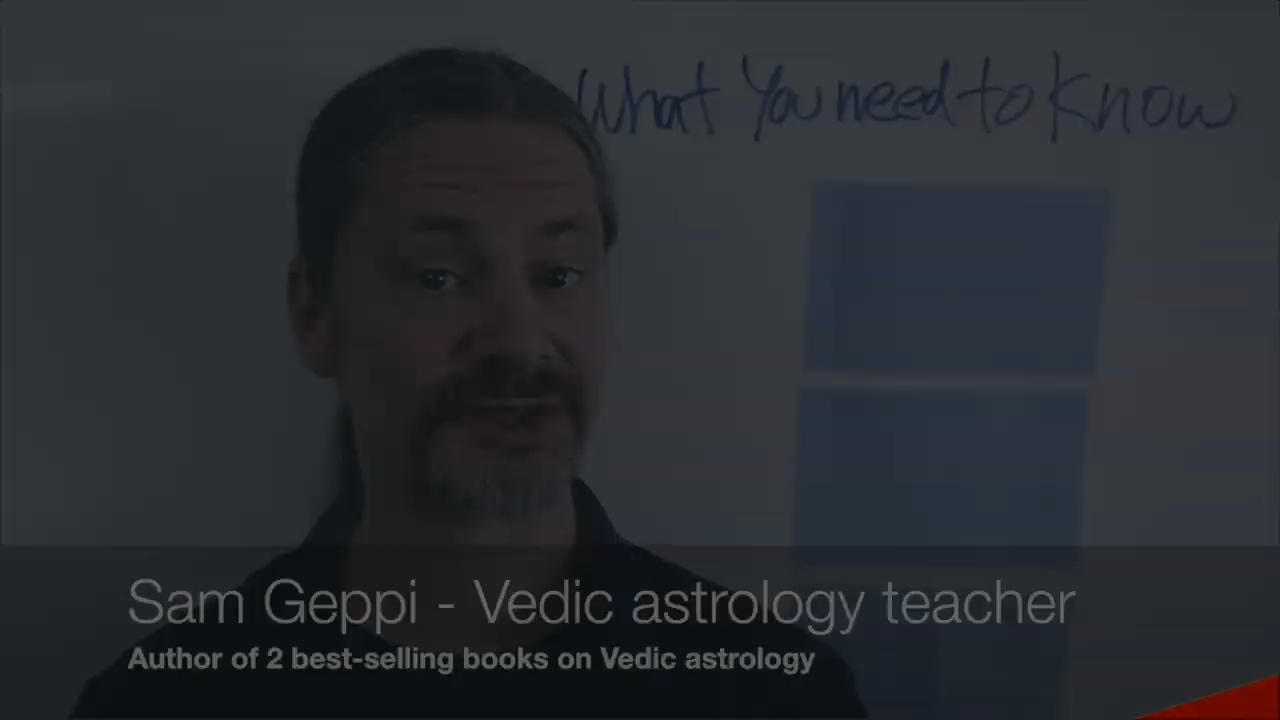 What You need to Know
Sam Geppi - Vedic astrology teacher
Author of 2 best-selling books on Vedic astrology